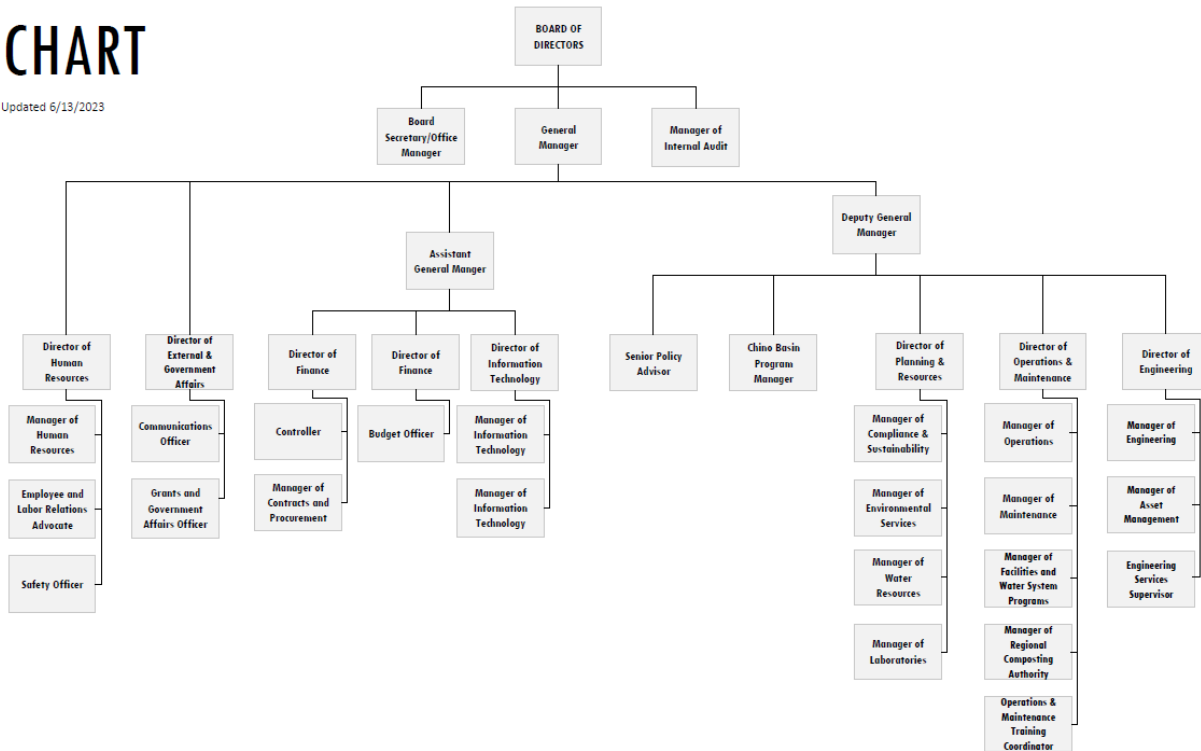 CHART
Updated 6/13/2023
BOARD OF
DIRECTORS
Board
Secretary/Office
Manager
General
Manager
Manager of
Internal Audit
Deputy General
Manager
Assistant
General Manger
Director of
Human
Resources
Director of
External &
Government
Affairs
Director of
Finance
Director of
Finance
Director of
Information
Technology
Senior Policy
Advisor
Chino Basin
Program
Manager
Director of
Planning &
Resources
Director of
Operations &
Maintenance
Director of
Engineering
Manager of
Human
Resources
Communications
Officer
Controller
Budget Officer
Manager of
Information
Technology
Manager of
Compliance &
Sustainability
Manager of
Operations
Manager of
Engineering
Employee and
Labor Relations
Advocate
Grants and
Government
Affairs Officer
Manager of
Contracts and
Procurement
Manager of
Information
Technology
Manager of
Environmental
Services
Manager of
Maintenance
Manager of
Asset
Management
Safety Officer
Manager of
Water
Resources
Manager of
Facilities and
Water System
Programs
Engineering
Services
Supervisor
Manager of
Laboratories
Manager of
Regional
Composting
Authority
Operations &
Maintenance
Training
Coordinator